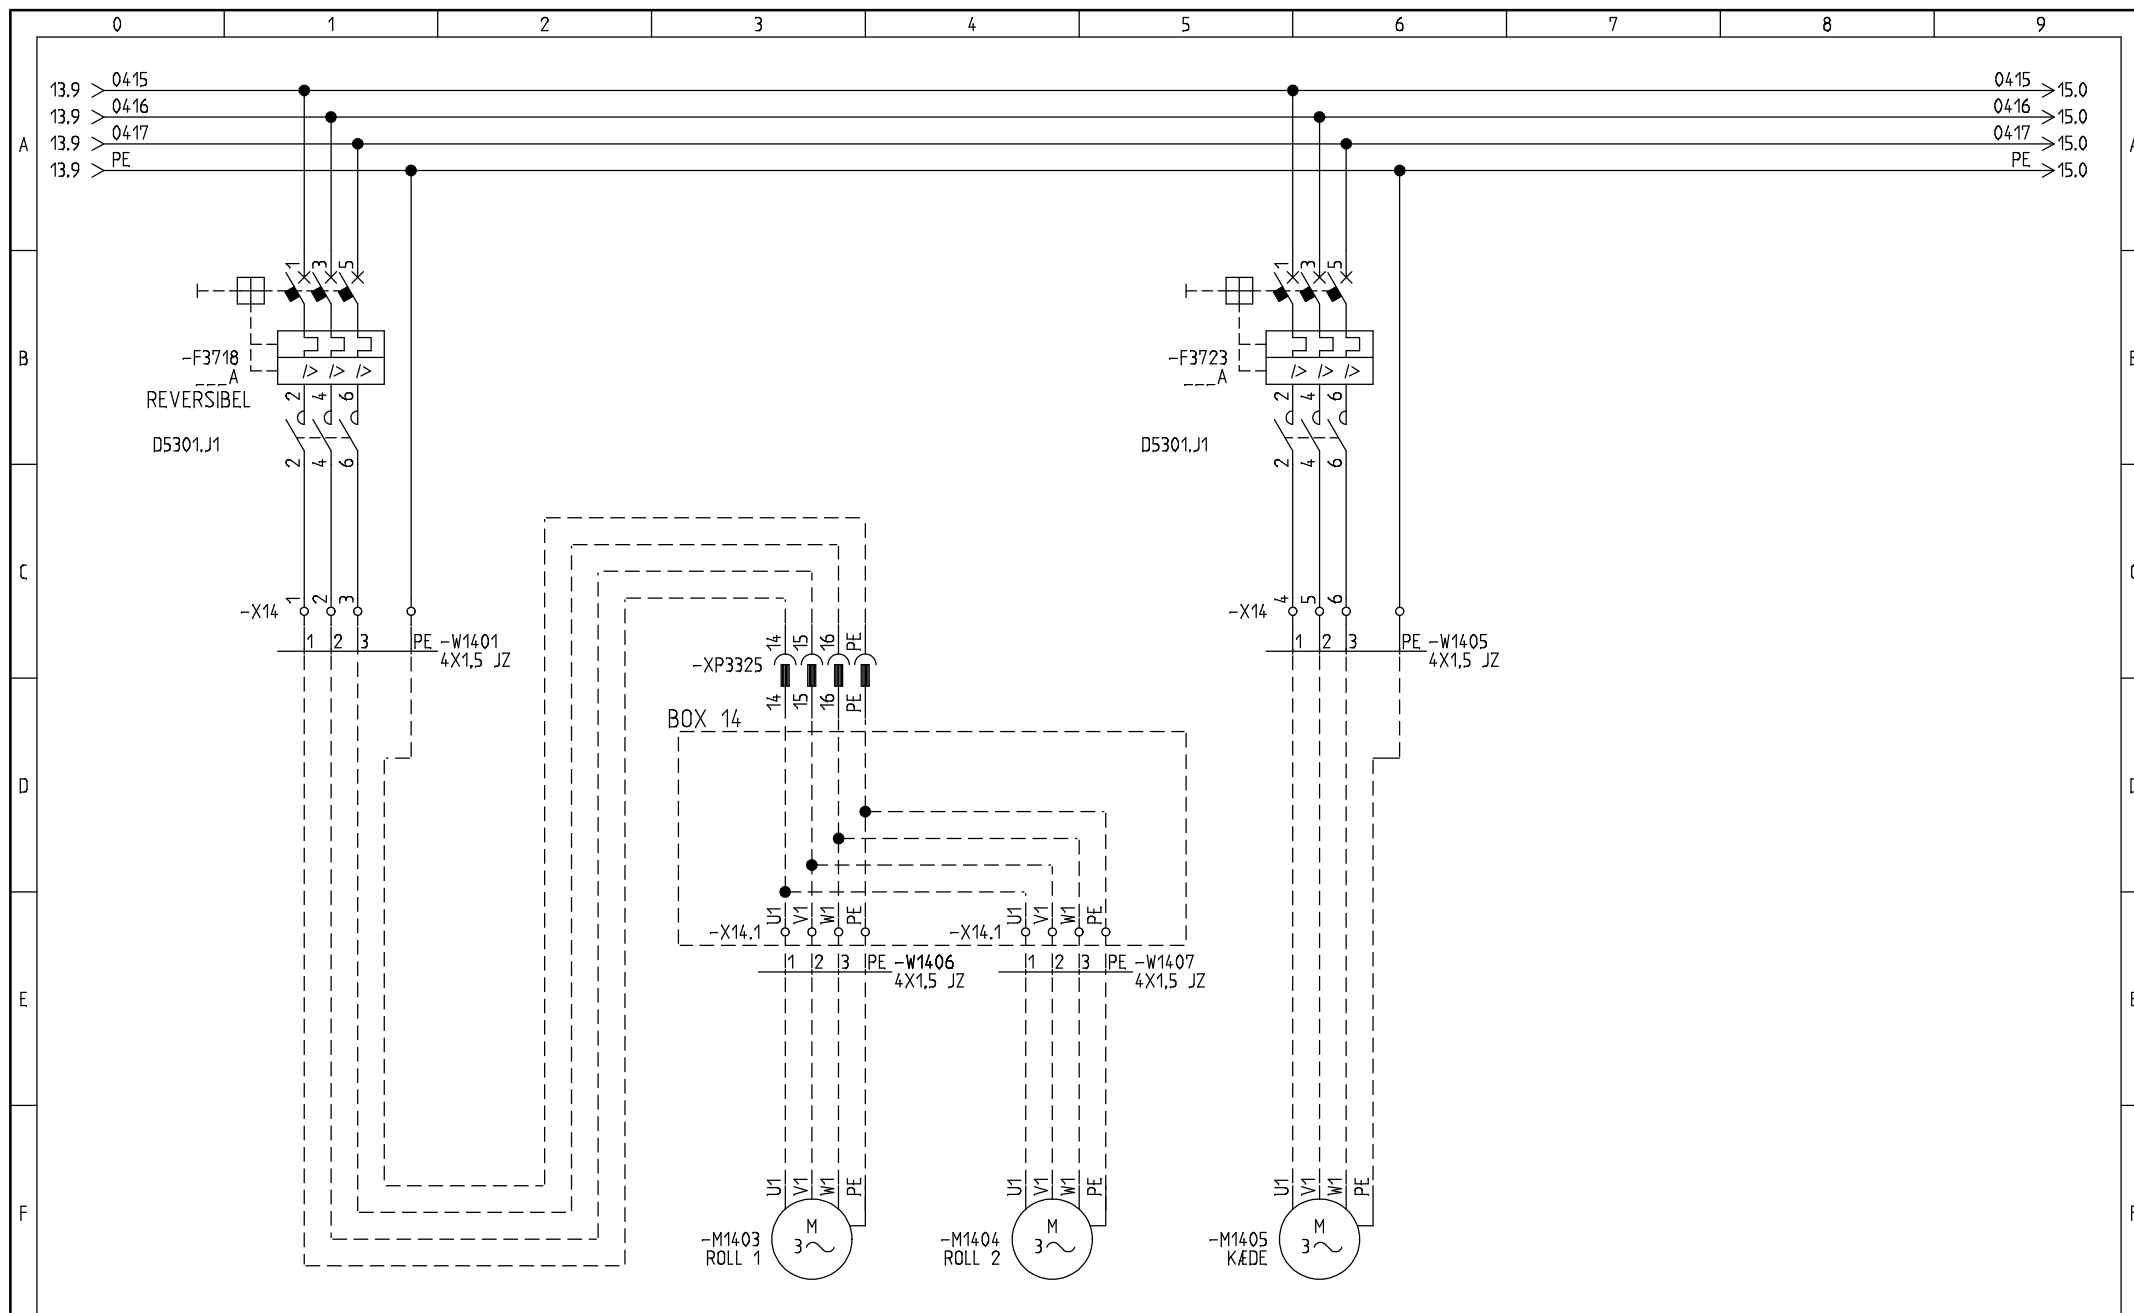 0 1 2 3 4 5 6 7 8 9
13.9 0415 0415 15.0
13.9 0416 0416 15.0
A 13.9 0417 0417 15.0
13.9 PE PE 15.0
1 3 5 1 3 5
B -F3718 /> /> /> -F3723 /> /> />
___A ___A
2 4 6 2 4 6
REVERSIBEL
D5301.J1 D5301.J1
2 4 6 2 4 6
C
-X14 1 2 3 -X14 4 5 6
1 2 3 PE -W1401 1 2 3 PE -W1405
4X1,5 JZ 4X1,5 JZ
14 15 16 PE
-XP3325
14 15 16 PE
BOX 14
D
U1 V1 W1 PE U1 V1 W1 PE
-X14.1 -X14.1
1 2 3 PE -W1406 1 2 3 PE -W1407
4X1,5 JZ 4X1,5 JZ
E
U1 V1 W1 PE U1 V1 W1 PE U1 V1 W1 PE
F
M M M
-M1403 3~ -M1404 3~ -M1405 3~
ROLL 1 ROLL 2 KÆDE